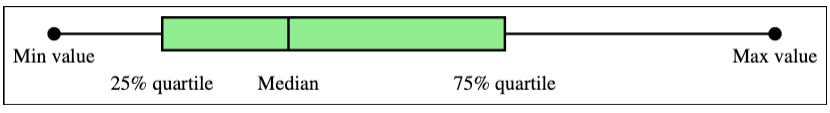 Min value
Max value
25% quartile
Median
75% quartile